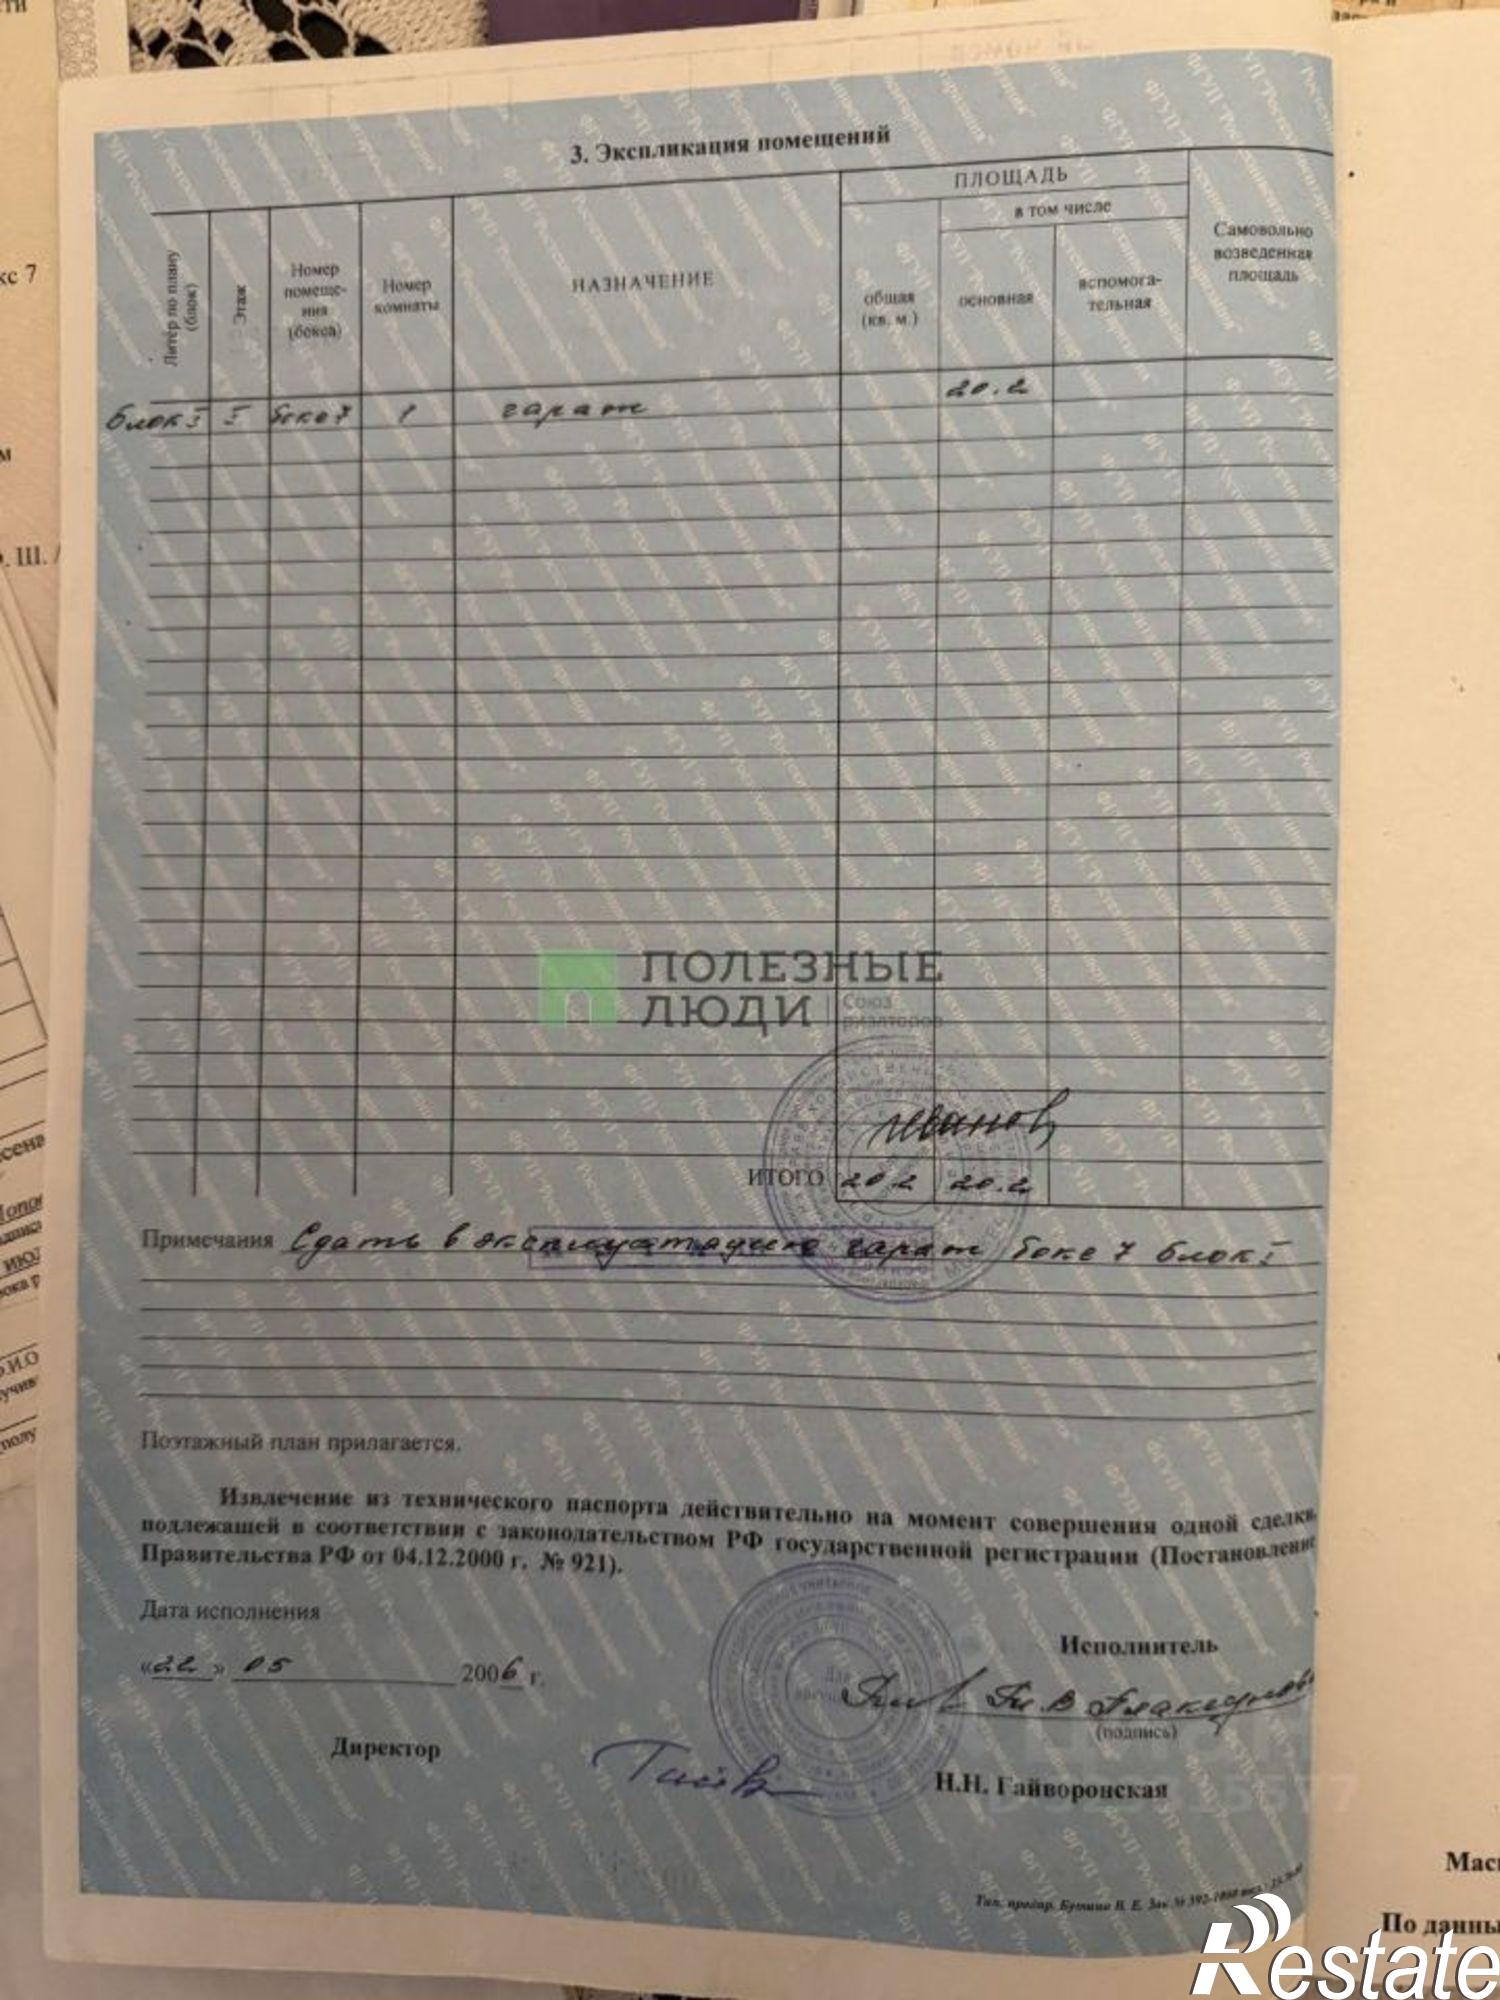 3. Экспликация помещений
Литер по плану (блок)
Этаж
Номер помеще-ния (бокса)
Номер комнаты
НАЗНАЧЕНИЕ
ПЛОЩАДЬ
в том числе
общая (кв. м.)
основная
вспомога-тельная
Самовольно возведенная площадь
блок I I бокс 7 1 гараж 20.2
ПОЛЕЗНЫЕ
ЛЮДИ
Союз
риэлторов
ИТОГО 20.2 20.2
Примечания Сдать в эксплуатацию гараж бокс 7 блок I
Поэтажный план прилагается.
Извлечение из технического паспорта действительно на момент совершения одной сделки,
подлежащей в соответствии с законодательством РФ государственной регистрации (Постановление
Правительства РФ от 04.12.2000 г. № 921).
Дата исполнения
«22» 05 2006 г.
Исполнитель
(подпись)
Директор
Н.Н. Гайворонская
Restate
По данны